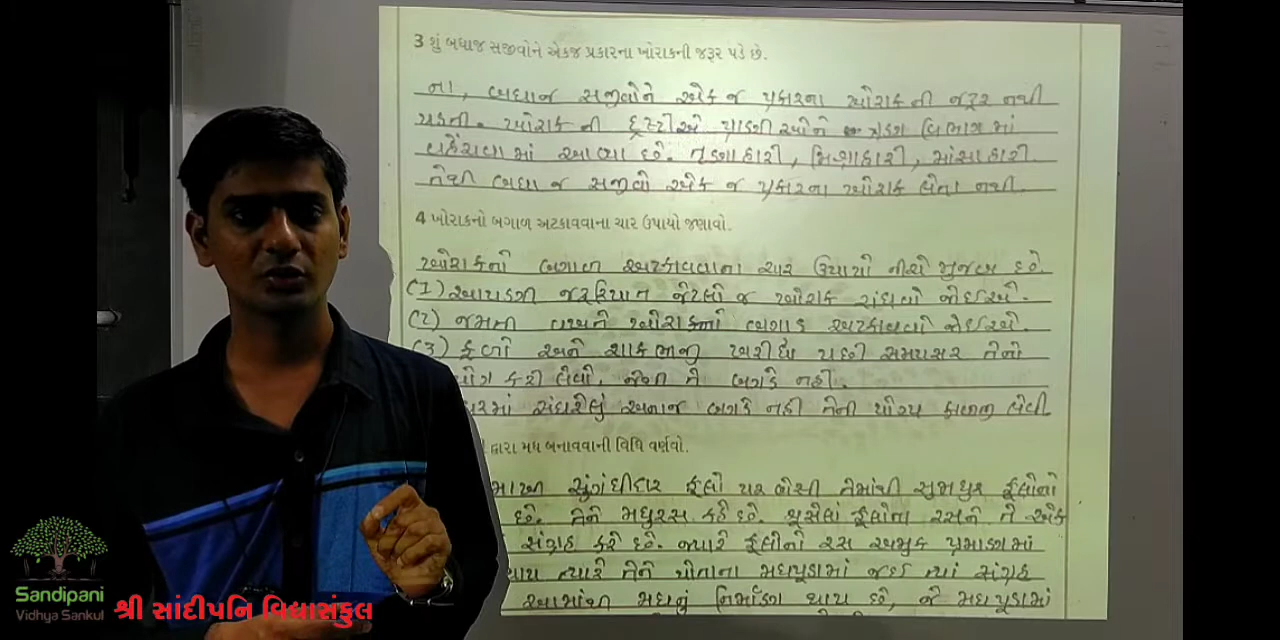 3 શું બધાજ સજીવોને એકજ પ્રકારના ખોરાકની જરૂર પડે છે.
ના, બધાજ સજીવોને એક જ પ્રકારના ખોરાક ની જરૂર નથી
પડતી. ખોરાક ની દ્રષ્ટીએ પ્રાણીઓને ત્રણ વિભાગ માં
વહેંચવા માં આવ્યા છે. તૃણાહારી, મિશ્રાહારી, માંસાહારી.
તેથી બધા જ સજીવો એક જ પ્રકારના ખોરાક લેતા નથી.
4 ખોરાકનો બગાળ અટકાવવાના ચાર ઉપાયો જણાવો.
ખોરાકનો બગાળ અટકાવવાના ચાર ઉપાયો નીચે મુજબ છે.
(1) આપણી જરૂરિયાત જેટલો જ ખોરાક રાંધવો જોઈએ.
(2) જમતી વખતે ખોરાકનો બગાડ અટકાવવો જોઈએ.
(3) ફળો અને શાકભાજી ખરીદ્યા પછી સમયસર તેનો
યોગ કરી લેવો. જેથી તે બગડે નહી.
ઘરમાં સંઘરેલું અનાજ બગડે નહી તેની યોગ્ય કાળજી લેવી
દ્વારા મધ બનાવવાની વિધિ વર્ણવો.
માખી સુગંધીદાર ફૂલો પર બેસી તેમાંથી સુમધુર ફૂલોનો
છે. તેને મધુરસ કહે છે. ચૂસેલાં ફૂલોના રસને તે એક
સંગ્રહ કરે છે. જ્યારે ફૂલોનો રસ અમુક પ્રમાણમાં
થાય ત્યારે તેને પોતાના મધપૂડામાં જઈ ત્યાં સંગ્રહ
આમાંથી મધનું નિર્માણ થાય છે, જે મધપૂડામાં
Sandipani
Vidhya Sankul
શ્રી સાંદીપનિ વિદ્યાસંકુલ